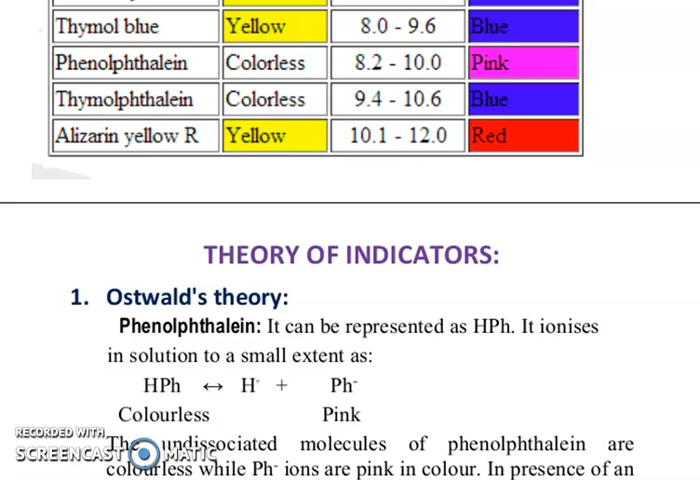 Thymol blue Yellow 8.0 - 9.6 Blue
Phenolphthalein Colorless 8.2 - 10.0 Pink
Thymolphthalein Colorless 9.4 - 10.6 Blue
Alizarin yellow R Yellow 10.1 - 12.0 Red
THEORY OF INDICATORS:
1. Ostwald's theory:
Phenolphthalein: It can be represented as HPh. It ionises
in solution to a small extent as:
HPh ↔ H⁺ + Ph⁻
Colourless Pink
The undissociated molecules of phenolphthalein are
colourless while Ph⁻ ions are pink in colour. In presence of an
RECORDED WITH
SCREENCAST MATIC